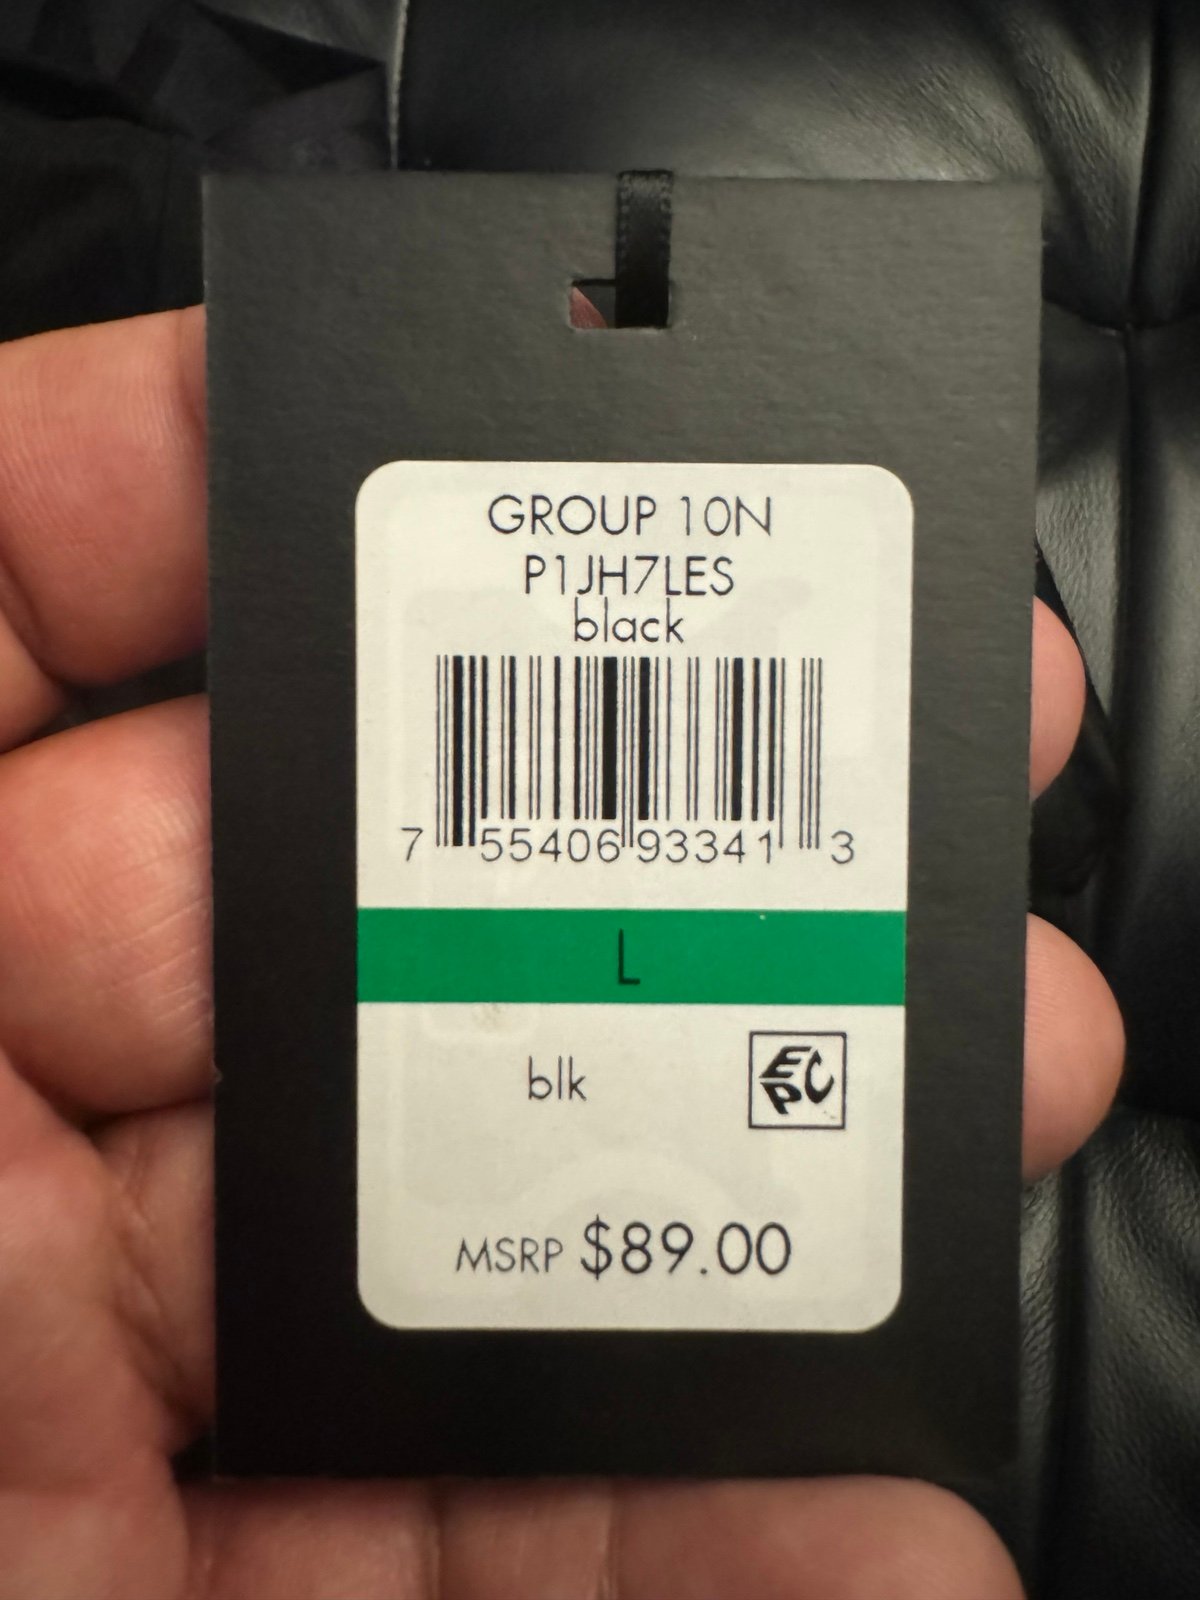 GROUP 10N
P1JH7LES
black
7 55406 93341 3
L
blk
EPC
MSRP $89.00